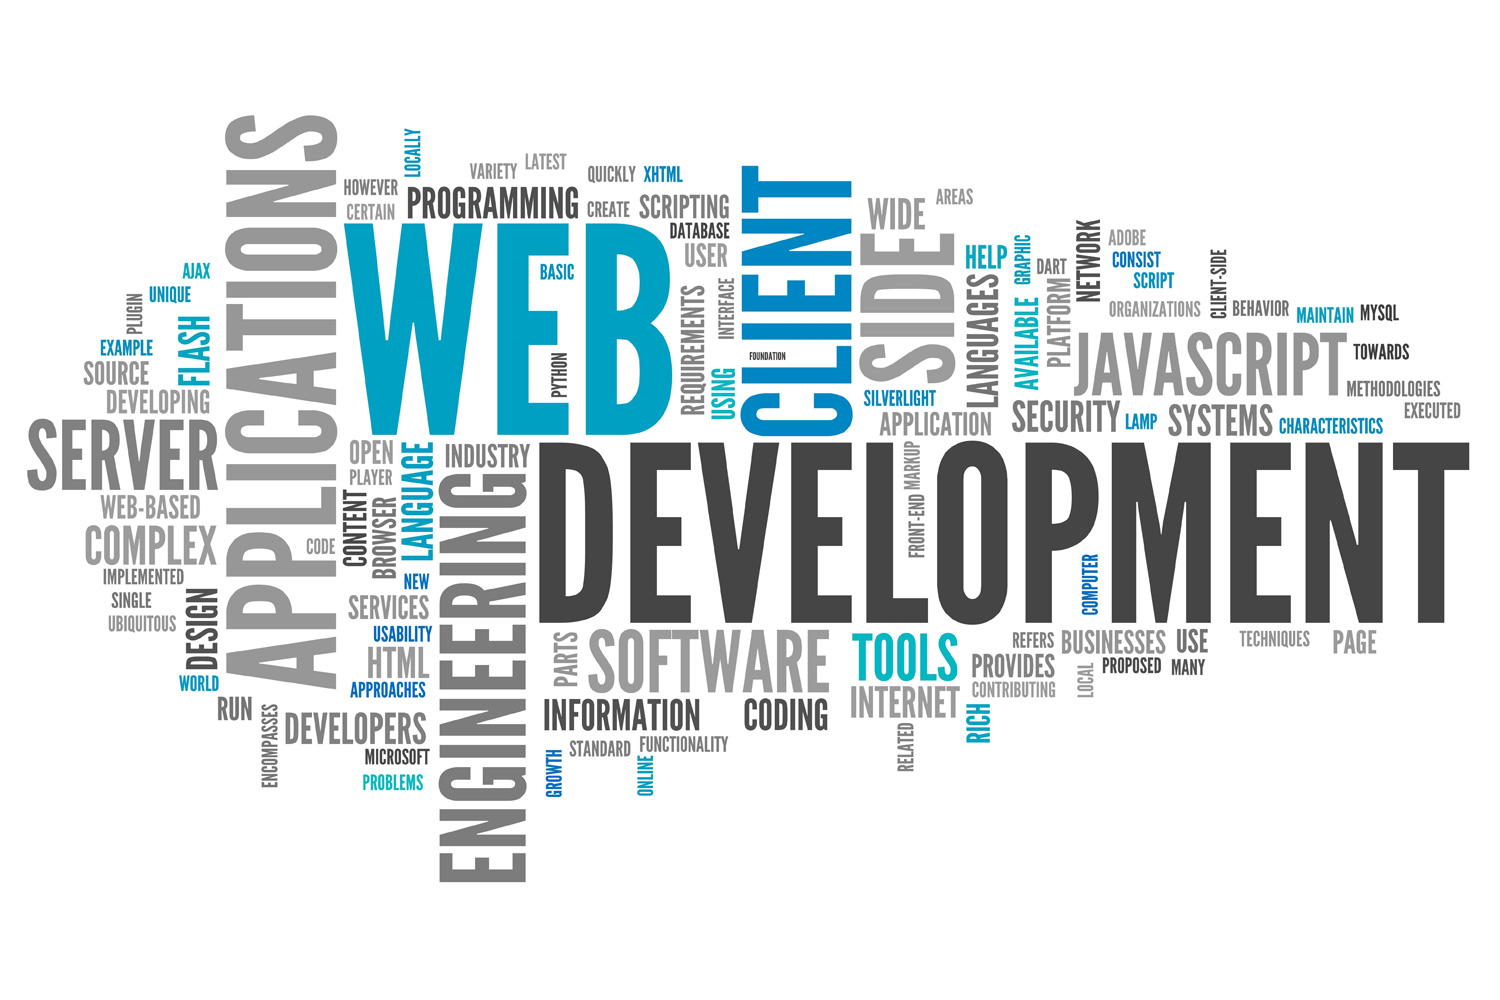 APPLICATIONS
LOCALLY
HOWEVER
CERTAIN
VARIETY
LATEST
PROGRAMMING
QUICKLY
XHTML
CREATE
SCRIPTING
DATABASE
USER
WEB
BASIC
PYTHON
REQUIREMENTS
INTERFACE
USING
CLIENT
FOUNDATION
WIDE
AREAS
SIDE
SILVERLIGHT
APPLICATION
HELP
LANGUAGES
GRAPHIC
AVAILABLE
DART
PLATFORM
NETWORK
ADOBE
CONSIST
SCRIPT
ORGANIZATIONS
CLIENT-SIDE
BEHAVIOR
MAINTAIN
MYSQL
JAVASCRIPT
TOWARDS
METHODOLOGIES
EXECUTED
SECURITY
LAMP
SYSTEMS
CHARACTERISTICS
AJAX
UNIQUE
PLUGIN
FLASH
EXAMPLE
SOURCE
DEVELOPING
SERVER
WEB-BASED
COMPLEX
IMPLEMENTED
SINGLE
UBIQUITOUS
DESIGN
WORLD
RUN
ENCOMPASSES
DEVELOPERS
MICROSOFT
PROBLEMS
OPEN
PLAYER
LANGUAGE
CONTENT
BROWSER
CODE
NEW
SERVICES
USABILITY
HTML
APPROACHES
INDUSTRY
ENGINEERING
DEVELOPMENT
MARKUP
FRONT-END
COMPUTER
PARTS
SOFTWARE
TOOLS
REFERS
BUSINESSES
USE
TECHNIQUES
PAGE
PROVIDES
PROPOSED
MANY
CONTRIBUTING
LOCAL
INTERNET
RICH
RELATED
INFORMATION
CODING
STANDARD
FUNCTIONALITY
GROWTH
ONLINE